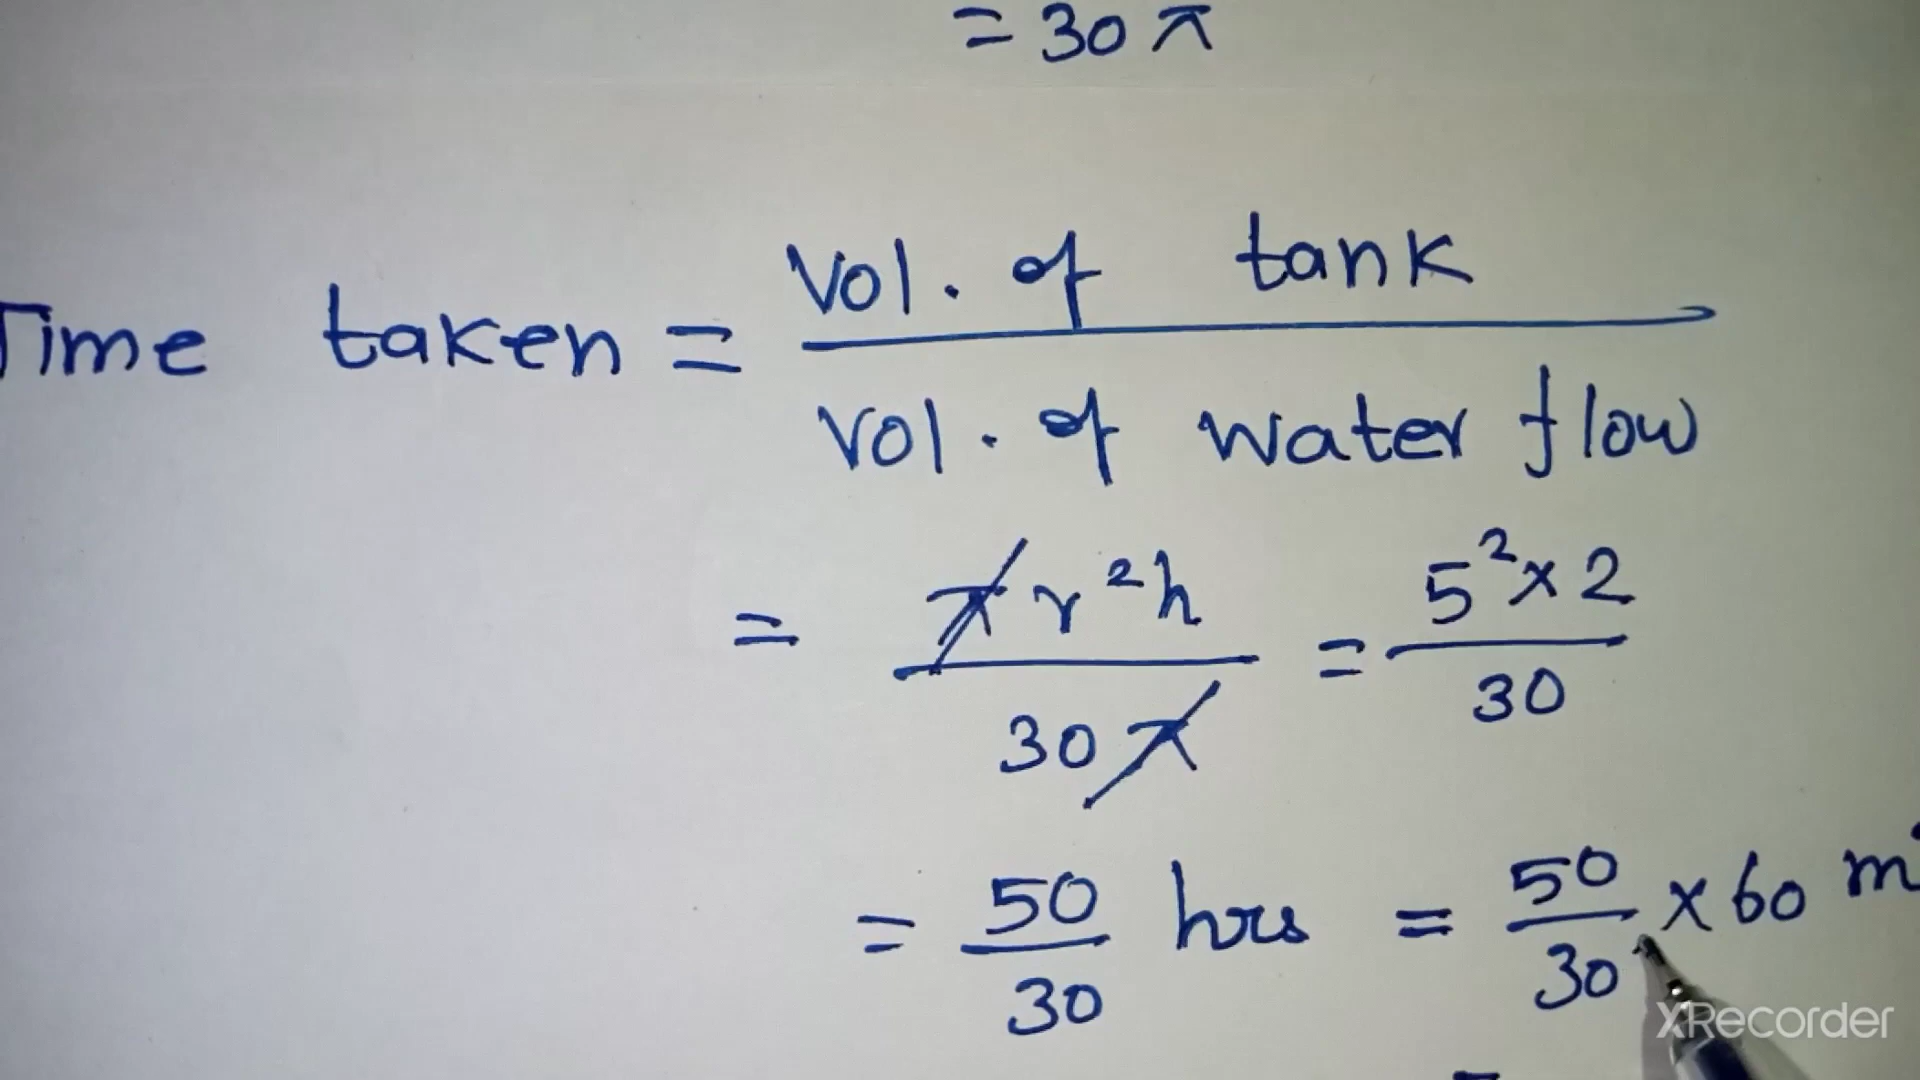 = 30 π
Time taken = Vol. of tank / Vol. of water flow
= πr²h / 30π = 5² × 2 / 30
= 50/30 hrs = 50/30 × 60
XRecorder